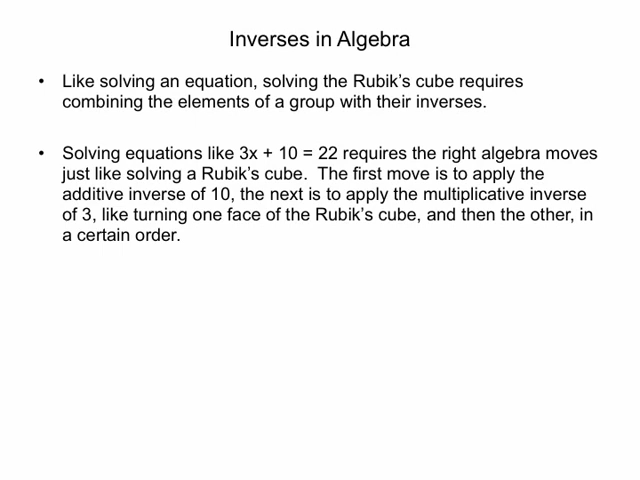 Inverses in Algebra
• Like solving an equation, solving the Rubik’s cube requires
combining the elements of a group with their inverses.
• Solving equations like 3x + 10 = 22 requires the right algebra moves
just like solving a Rubik’s cube.  The first move is to apply the
additive inverse of 10, the next is to apply the multiplicative inverse
of 3, like turning one face of the Rubik’s cube, and then the other, in
a certain order.